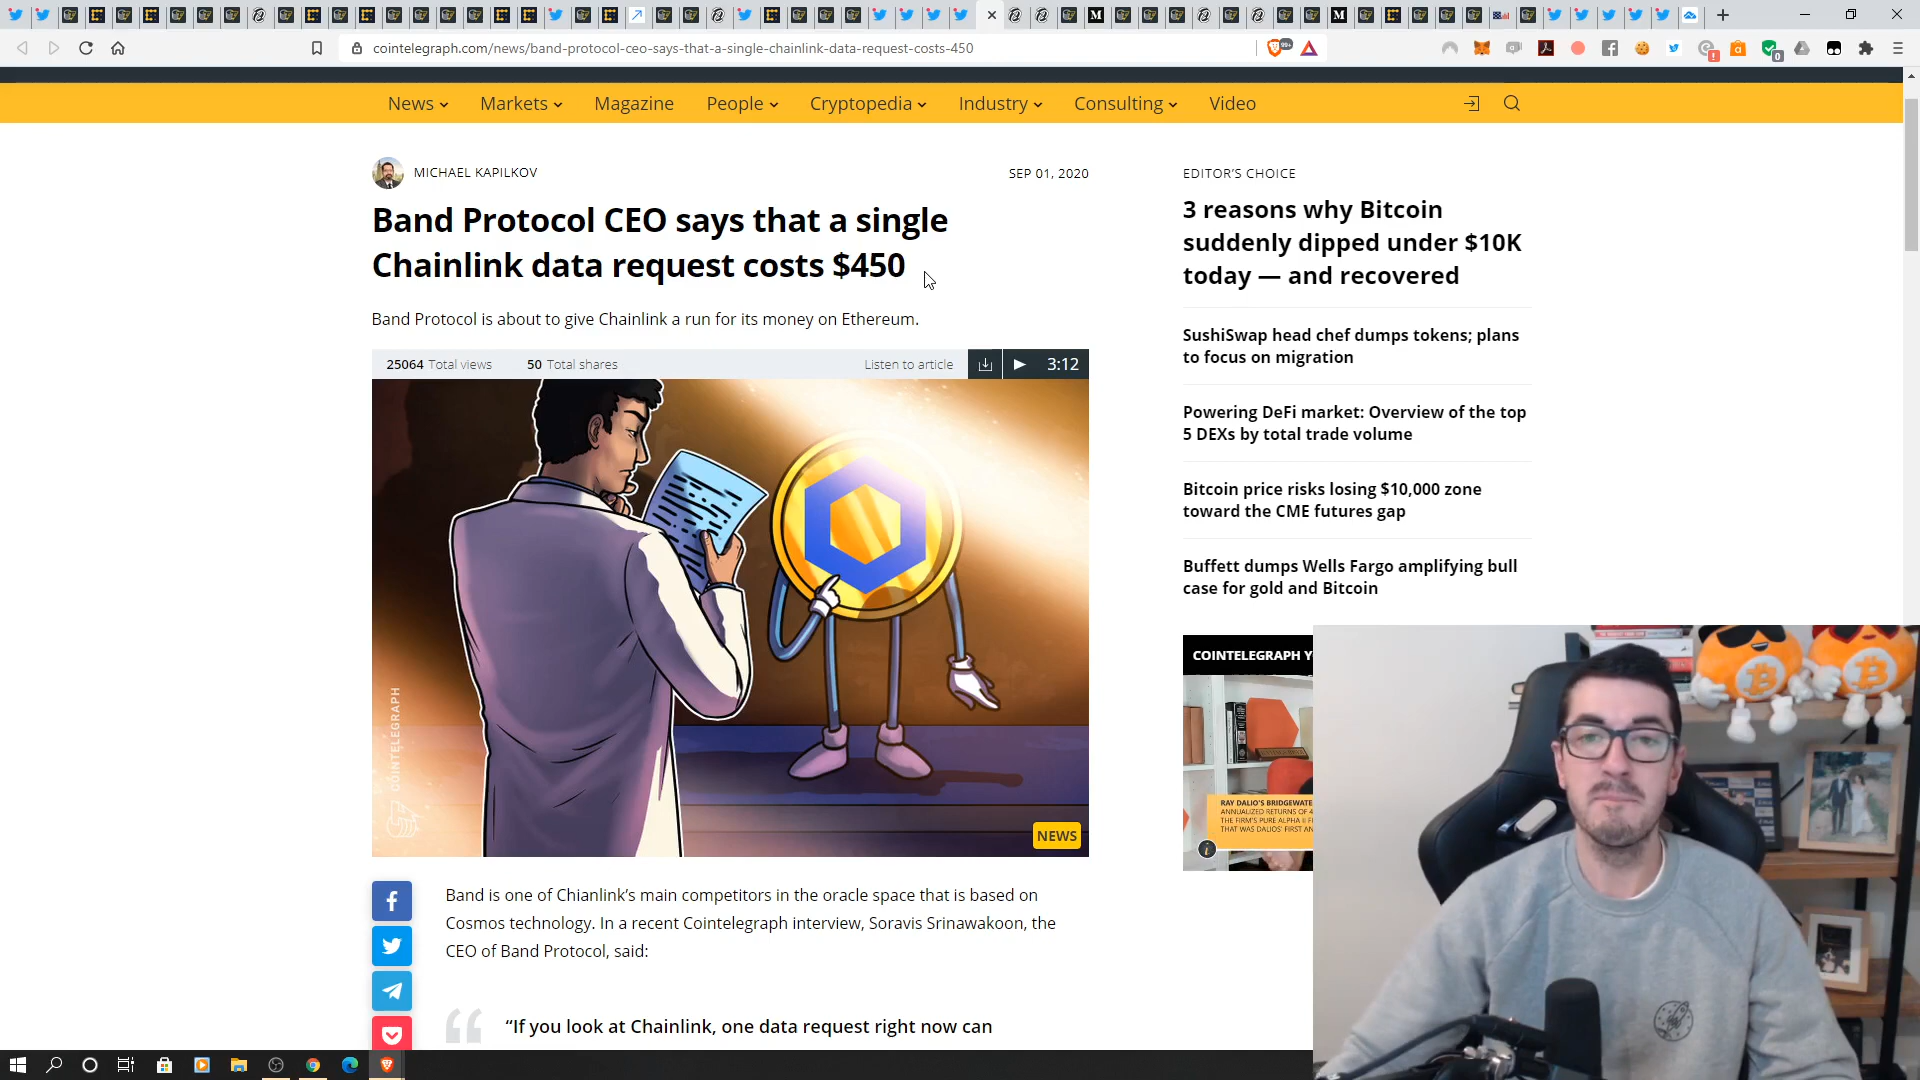 cointelegraph.com/news/band-protocol-ceo-says-that-a-single-chainlink-data-request-costs-450
99+
0
News
Markets
Magazine
People
Cryptopedia
Industry
Consulting
Video
MICHAEL KAPILKOV
SEP 01, 2020
Band Protocol CEO says that a single
Chainlink data request costs $450
Band Protocol is about to give Chainlink a run for its money on Ethereum.
25064 Total views
50 Total shares
Listen to article
3:12
COINTELEGRAPH
NEWS
Band is one of Chianlink's main competitors in the oracle space that is based on
Cosmos technology. In a recent Cointelegraph interview, Soravis Srinawakoon, the
CEO of Band Protocol, said:
“If you look at Chainlink, one data request right now can
EDITOR'S CHOICE
3 reasons why Bitcoin
suddenly dipped under $10K
today — and recovered
SushiSwap head chef dumps tokens; plans
to focus on migration
Powering DeFi market: Overview of the top
5 DEXs by total trade volume
Bitcoin price risks losing $10,000 zone
toward the CME futures gap
Buffett dumps Wells Fargo amplifying bull
case for gold and Bitcoin
COINTELEGRAPH Y
RAY DALIO'S BRIDGEWATE
ANNUALIZED RETURNS OF 4
THE FIRM'S PURE ALPHA II F
THAT WAS DALIOS' FIRST AN